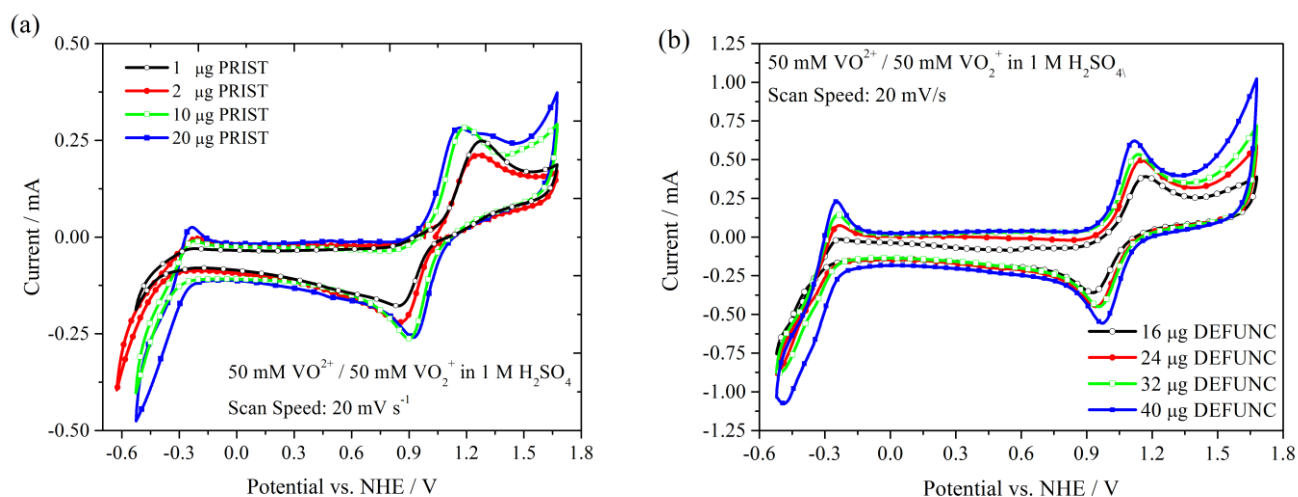 (a)
0.50
0.25
0.00
-0.25
-0.50
Current / mA
1 μg PRIST
2 μg PRIST
10 μg PRIST
20 μg PRIST
50 mM VO²⁺ / 50 mM VO₂⁺ in 1 M H₂SO₄
Scan Speed: 20 mV s⁻¹
-0.6 -0.3 0.0 0.3 0.6 0.9 1.2 1.5 1.8
Potential vs. NHE / V
(b)
1.25
1.00
0.75
0.50
0.25
0.00
-0.25
-0.50
-0.75
-1.00
-1.25
Current / mA
50 mM VO²⁺ / 50 mM VO₂⁺ in 1 M H₂SO₄\
Scan Speed: 20 mV/s
16 μg DEFUNC
24 μg DEFUNC
32 μg DEFUNC
40 μg DEFUNC
-0.6 -0.3 0.0 0.3 0.6 0.9 1.2 1.5 1.8
Potential vs. NHE / V